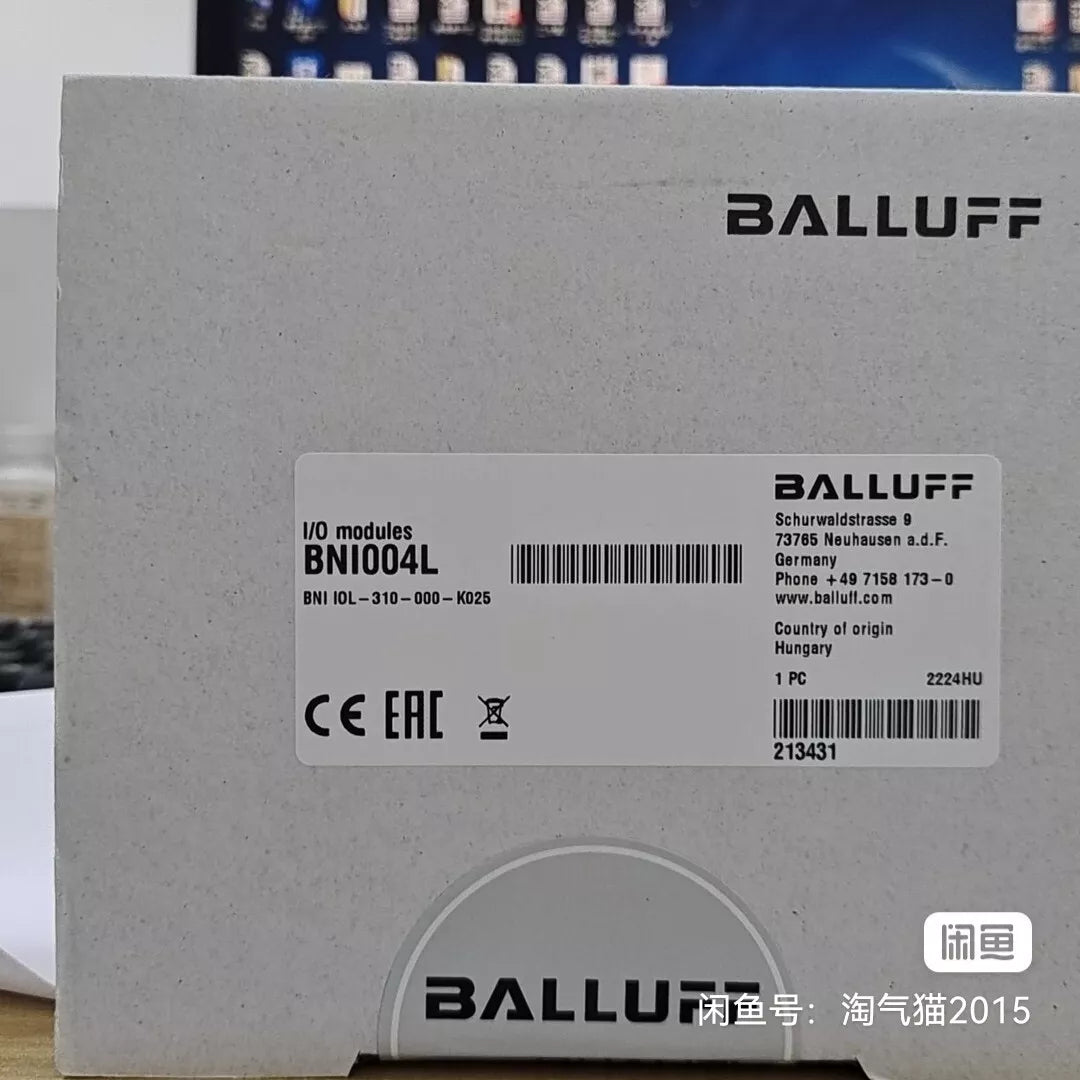 BALLUFF
I/O modules
BNI004L
BNI IOL-310-000-K025
BALLUFF
Schurwaldstrasse 9
73765 Neuhausen a.d.F.
Germany
Phone +49 7158 173-0
www.balluff.com
Country of origin
Hungary
1 PC 2224HU
213431
CE EAC
闲鱼
BALLUFF
闲鱼号：淘气猫2015